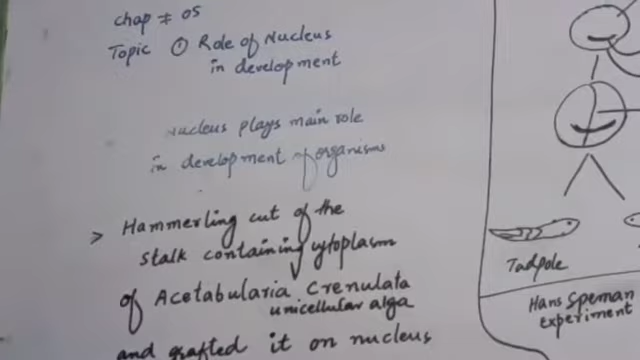 chap # 05
Topic ① Role of Nucleus
in development
Nucleus plays main role
in development of organisms
> Hammerling cut of the
stalk containing cytoplasm
of Acetabularia Crenulata
unicellular alga
and grafted it on nucleus
Tadpole
Hans Speman
experiment